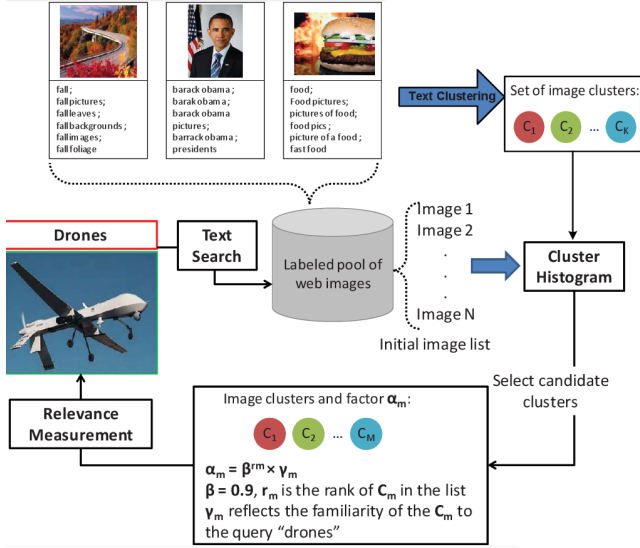 fall ;
fall pictures;
fall leaves ;
fall backgrounds ;
fall images;
fall foliage
barack obama ;
barak obama ;
barack obama
pictures;
barrack obama ;
presidents
food;
Food pictures;
pictures of food;
food pics ;
picture of a food ;
fast food
Text Clustering
Set of image clusters:
C1 C2 ... CK
Drones
Text
Search
Labeled pool of
web images
Image 1
Image 2
.
.
.
Image N
Initial image list
Cluster
Histogram
Select candidate
clusters
Relevance
Measurement
Image clusters and factor αm:
C1 C2 ... CM
αm = β^rm × γm
β = 0.9, rm is the rank of Cm in the list
γm reflects the familiarity of the Cm to
the query “drones”